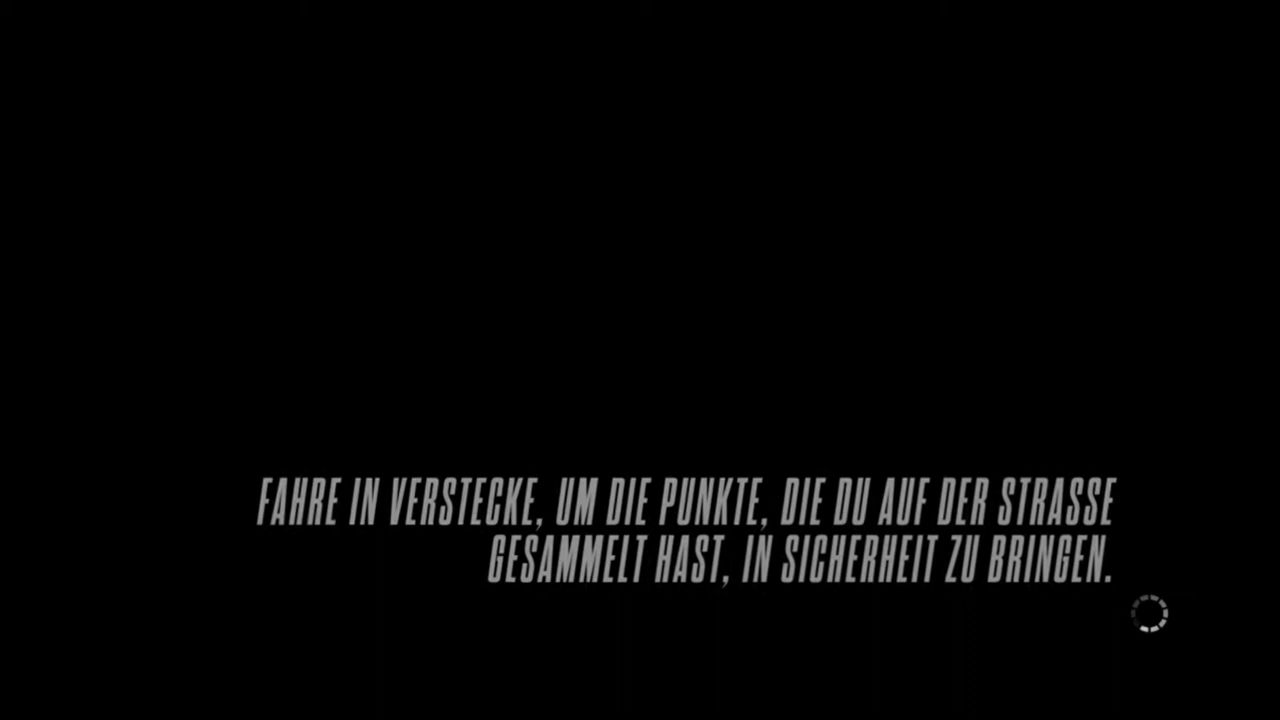 FAHRE IN VERSTECKE, UM DIE PUNKTE, DIE DU AUF DER STRASSE
GESAMMELT HAST, IN SICHERHEIT ZU BRINGEN.